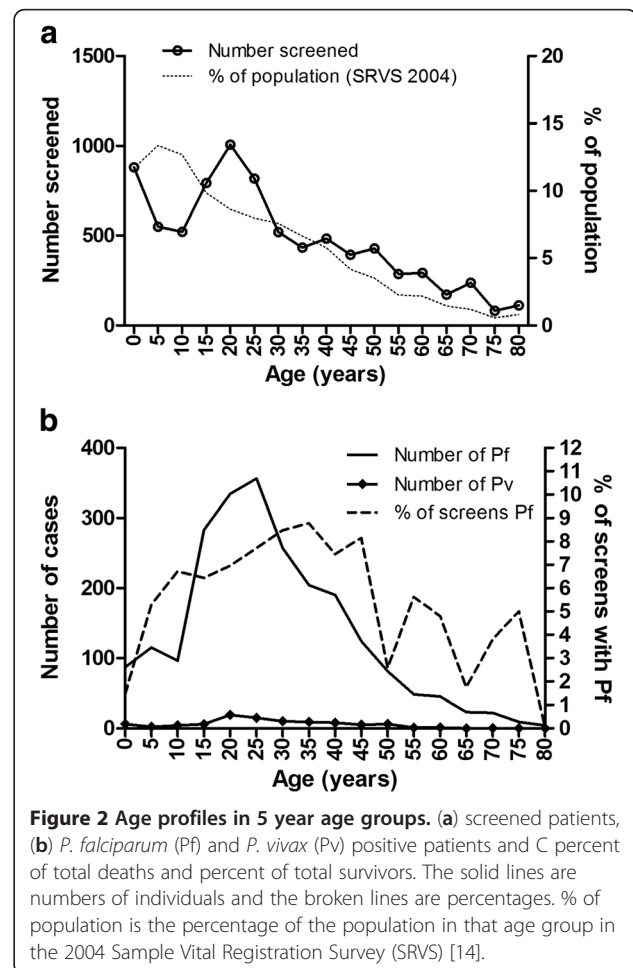 a
Number screened
% of population (SRVS 2004)
1500
1000
500
0
Number screened
20
15
10
5
0
% of population
0 5 10 15 20 25 30 35 40 45 50 55 60 65 70 75 80
Age (years)
b
Number of Pf
Number of Pv
% of screens Pf
400
300
200
100
0
Number of cases
12
11
10
9
8
7
6
5
4
3
2
1
0
% of screens with Pf
0 5 10 15 20 25 30 35 40 45 50 55 60 65 70 75 80
Age (years)
Figure 2 Age profiles in 5 year age groups. (a) screened patients,
(b) P. falciparum (Pf) and P. vivax (Pv) positive patients and C percent
of total deaths and percent of total survivors. The solid lines are
numbers of individuals and the broken lines are percentages. % of
population is the percentage of the population in that age group in
the 2004 Sample Vital Registration Survey (SRVS) [14].